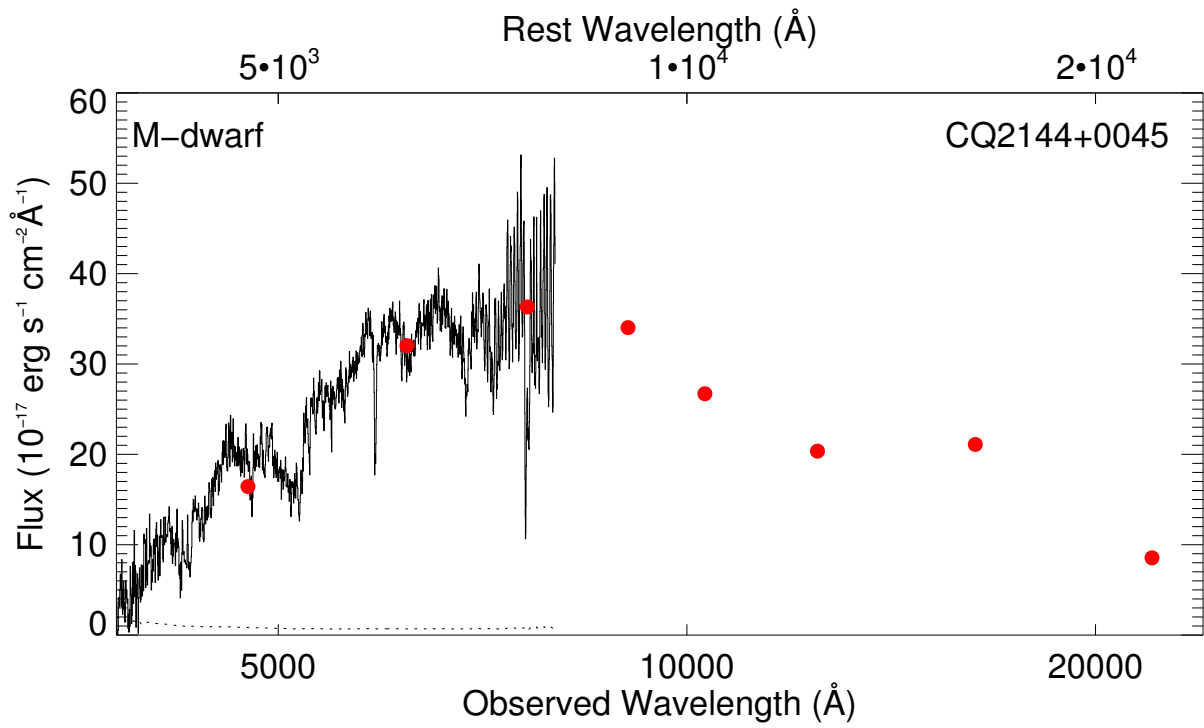 Rest Wavelength (Å)
5•10³ 1•10⁴ 2•10⁴
M−dwarf CQ2144+0045
Flux (10⁻¹⁷ erg s⁻¹ cm⁻²Å⁻¹)
60
50
40
30
20
10
0
5000 10000 20000
Observed Wavelength (Å)